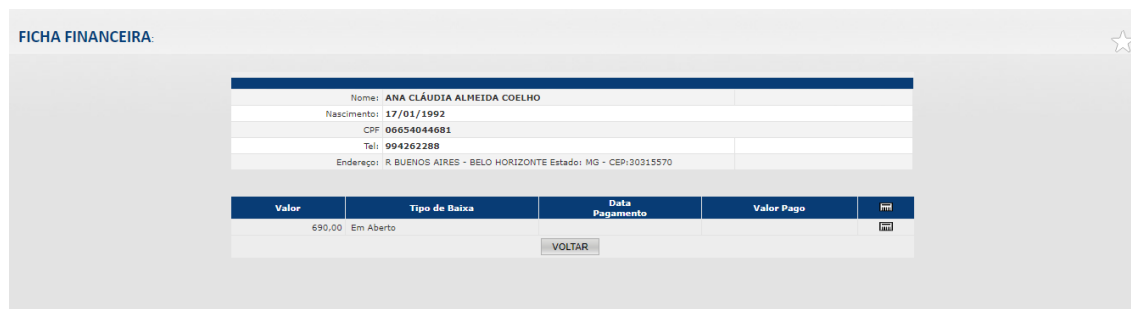 FICHA FINANCEIRA:
Nome: ANA CLÁUDIA ALMEIDA COELHO
Nascimento: 17/01/1992
CPF 06654044681
Tel: 994262288
Endereço: R BUENOS AIRES - BELO HORIZONTE Estado: MG - CEP:30315570
Valor Tipo de Baixa Data Pagamento Valor Pago
690,00 Em Aberto
VOLTAR